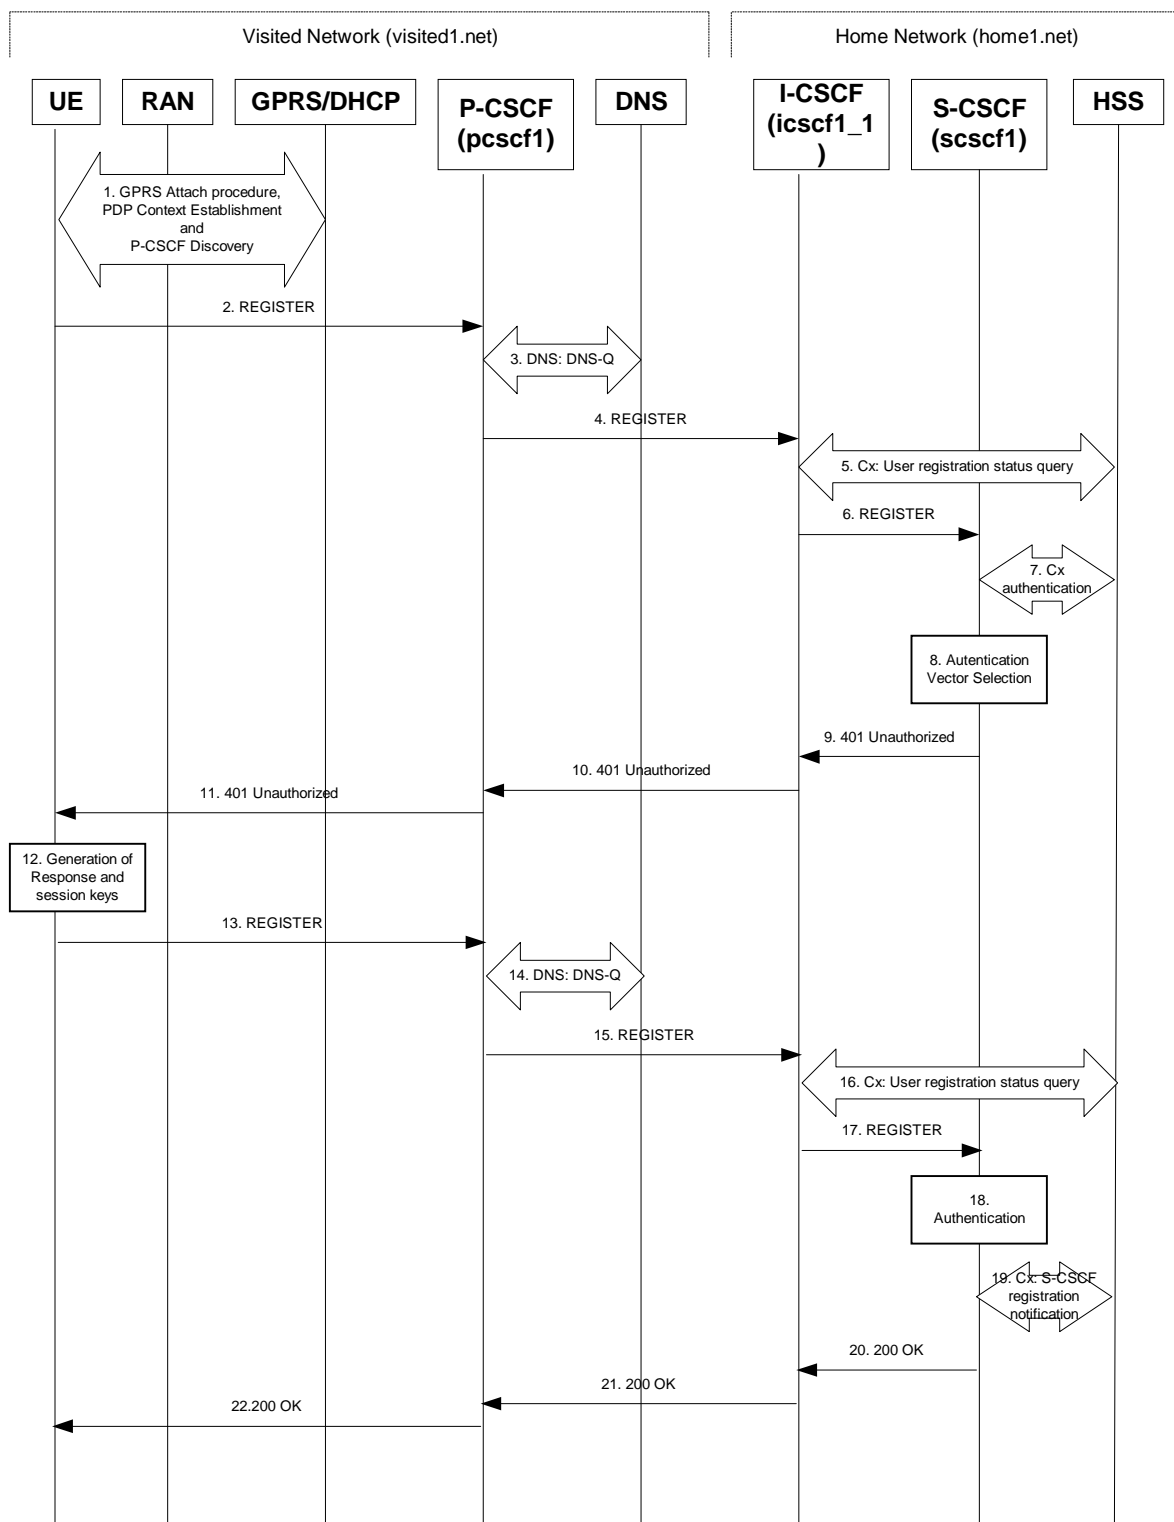 Visited Network (visited1.net)
Home Network (home1.net)
UE
RAN
GPRS/DHCP
P-CSCF
(pcscf1)
DNS
I-CSCF
(icscf1_1
)
S-CSCF
(scscf1)
HSS
1. GPRS Attach procedure,
PDP Context Establishment
and
P-CSCF Discovery
2. REGISTER
3. DNS: DNS-Q
4. REGISTER
5. Cx: User registration status query
6. REGISTER
7. Cx
authentication
8. Autentication
Vector Selection
9. 401 Unauthorized
10. 401 Unauthorized
11. 401 Unauthorized
12. Generation of
Response and
session keys
13. REGISTER
14. DNS: DNS-Q
15. REGISTER
16. Cx: User registration status query
17. REGISTER
18.
Authentication
19. Cx: S-CSCF
registration
notification
20. 200 OK
21. 200 OK
22.200 OK